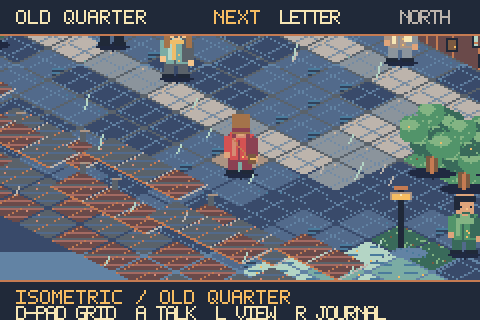 OLD QUARTER NEXT LETTER NORTH
ISOMETRIC / OLD QUARTER
D-PAD GRID A TALK L VIEW R JOURNAL